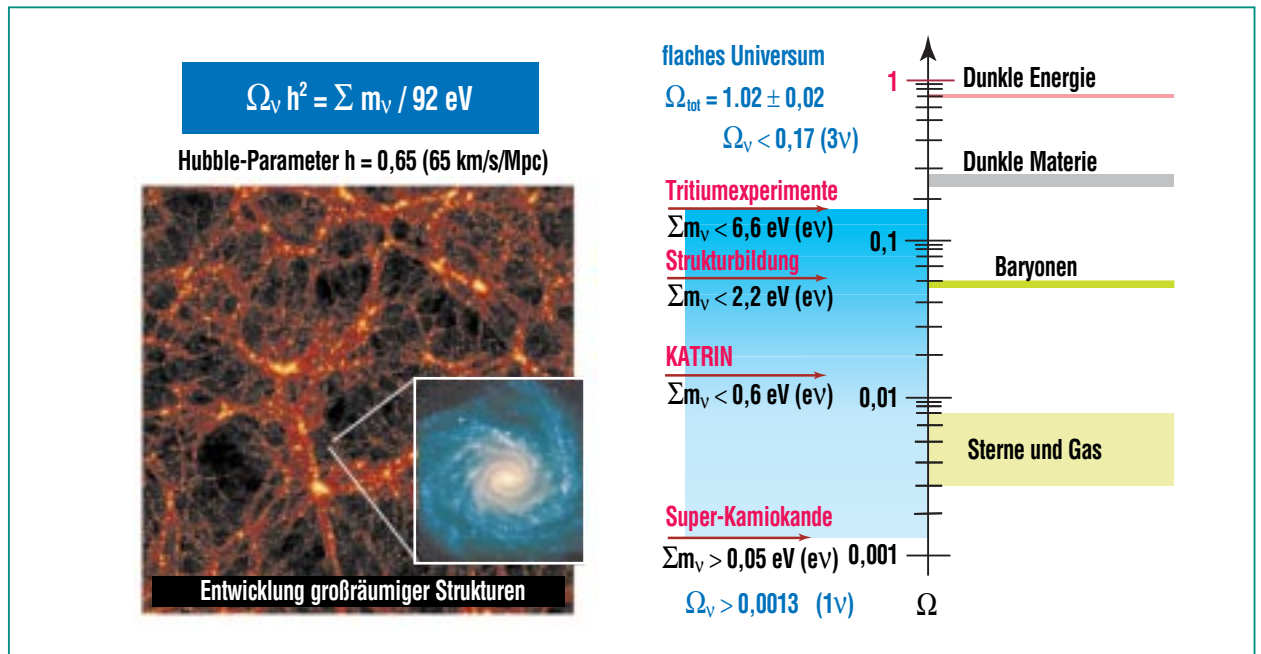 Ων h² = Σ mν / 92 eV
Hubble-Parameter h = 0,65 (65 km/s/Mpc)
Entwicklung großräumiger Strukturen
flaches Universum
Ωtot = 1.02 ± 0,02
Ων < 0,17 (3ν)
Tritiumexperimente
Σmν < 6,6 eV (eν)
Strukturbildung
Σmν < 2,2 eV (eν)
KATRIN
Σmν < 0,6 eV (eν)
Super-Kamiokande
Σmν > 0,05 eV (eν)
Ων > 0,0013 (1ν)
1
0,1
0,01
0,001
Ω
Dunkle Energie
Dunkle Materie
Baryonen
Sterne und Gas